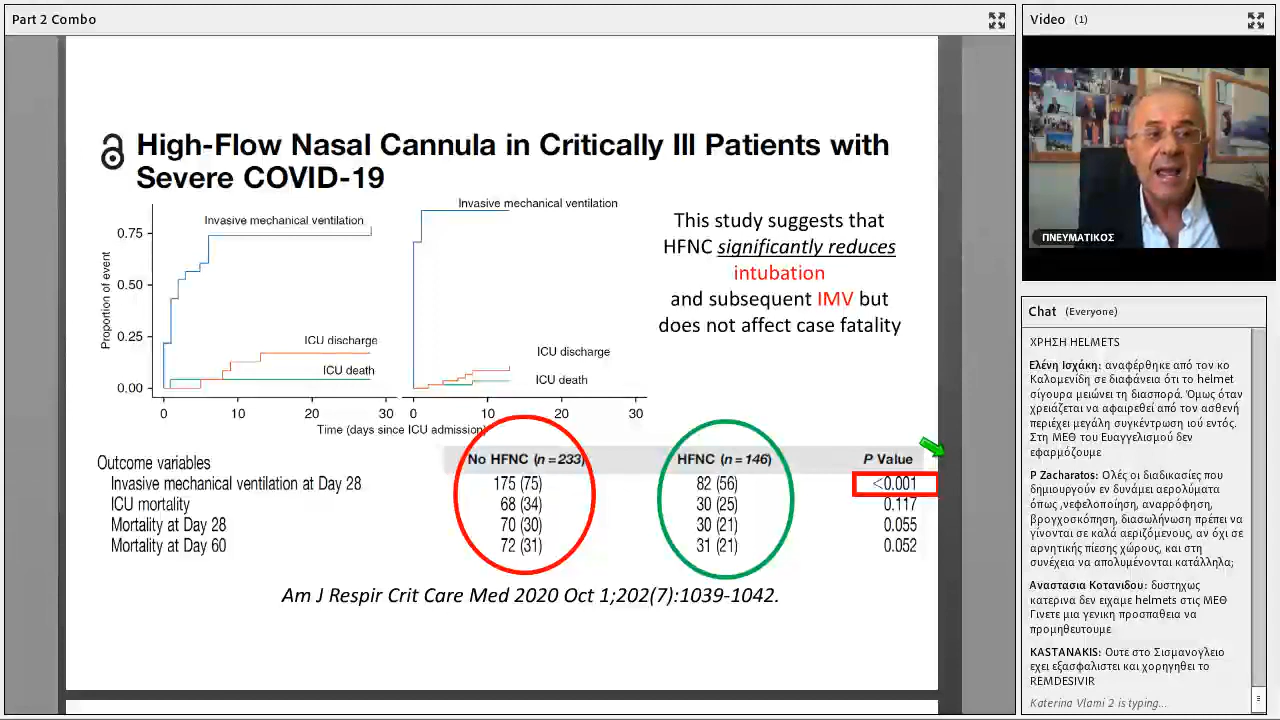 Part 2 Combo
High-Flow Nasal Cannula in Critically Ill Patients with
Severe COVID-19
Invasive mechanical ventilation
Invasive mechanical ventilation
0.75
0.50
0.25
0.00
Proportion of event
ICU discharge
ICU death
ICU discharge
ICU death
0 10 20 30 0 10 20 30
Time (days since ICU admission)
This study suggests that
HFNC significantly reduces
intubation
and subsequent IMV but
does not affect case fatality
Outcome variables No HFNC (n = 233) HFNC (n = 146) P Value
Invasive mechanical ventilation at Day 28 175 (75) 82 (56) <0.001
ICU mortality 68 (34) 30 (25) 0.117
Mortality at Day 28 70 (30) 30 (21) 0.055
Mortality at Day 60 72 (31) 31 (21) 0.052
Am J Respir Crit Care Med 2020 Oct 1;202(7):1039-1042.
Video (1)
ΠΝΕΥΜΑΤΙΚΟΣ
Chat (Everyone)
ΧΡΗΣΗ HELMETS
Ελένη Ισχάκη: αναφέρθηκε από τον κο
Καλομενίδη σε διαφάνεια ότι το helmet
σίγουρα μειώνει τη διασπορά. Όμως όταν
χρειάζεται να αφαιρεθεί από τον ασθενή
περιέχει μεγάλη συγκέντρωση ιού εντός.
Στη ΜΕΘ του Ευαγγελισμού δεν
εφαρμόζουμε
P Zacharatos: Ολές οι διαδικασίες που
δημιουργούν εν δυνάμει αερολύματα
όπως ,νεφελοποίηση, αναρρόφηση,
βρογχοσκόπηση, διασωλήνωση πρέπει να
γίνονται σε καλά αεριζόμενους, αν όχι σε
αρνητικής πίεσης χώρους, και στη
συνέχεια να απολυμένονται κατάλληλα;
Αναστασια Κοτανιδου: δυστηχως
κατερινα δεν ειχαμε helmets στις ΜΕΘ
Γινετε μια γενικη προσπαθεια να
προμηθευτουμε
KASTANAKIS: Ουτε στο Σισμανογλειο
εχει εξασφαλιστει και χορηγηθει το
REMDESIVIR
Katerina Vlami 2 is typing...